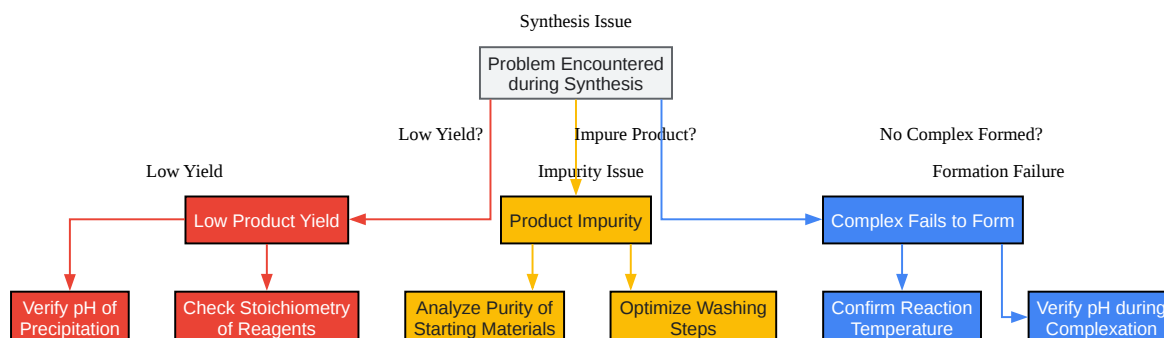 Synthesis Issue
Problem Encountered
during Synthesis
Low Yield?
Impure Product?
No Complex Formed?
Low Yield
Impurity Issue
Formation Failure
Low Product Yield
Product Impurity
Complex Fails to Form
Verify pH of
Precipitation
Check Stoichiometry
of Reagents
Analyze Purity of
Starting Materials
Optimize Washing
Steps
Confirm Reaction
Temperature
Verify pH during
Complexation